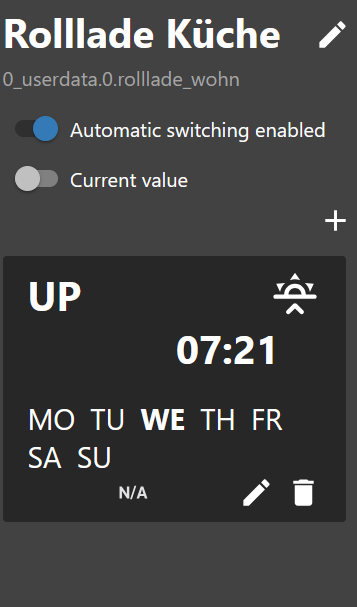 Rolllade Küche
0_userdata.0.rolllade_wohn
Automatic switching enabled
Current value
UP
07:21
MO TU WE TH FR
SA SU
N/A